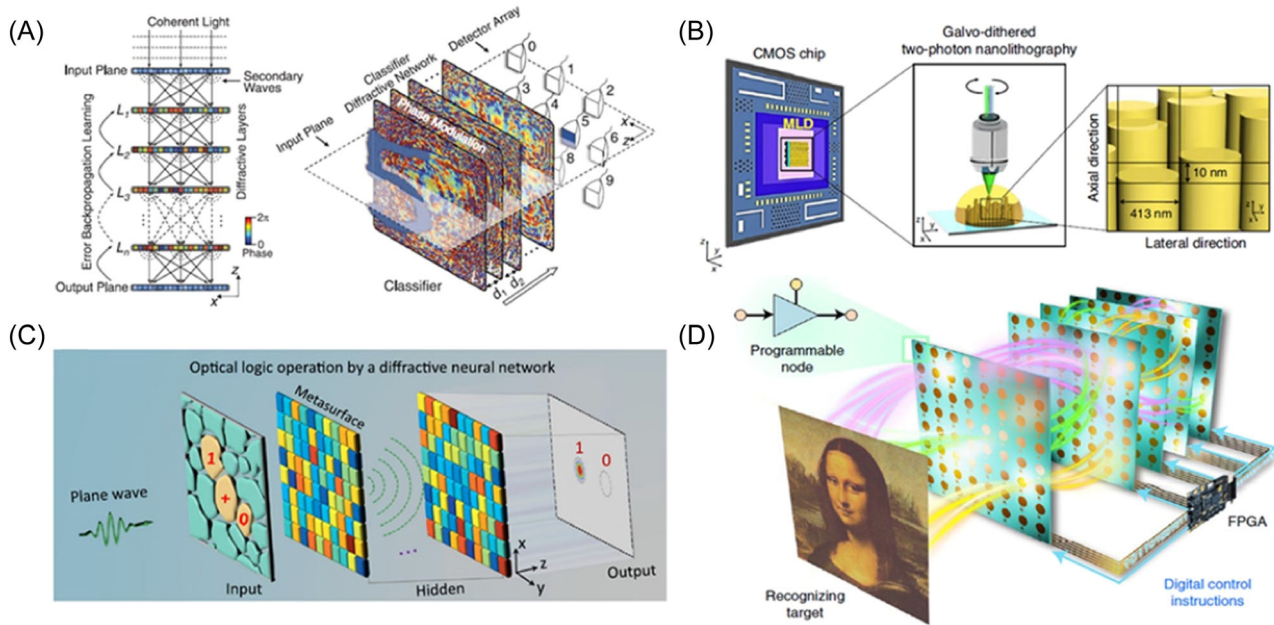 (A)
Coherent Light
Input Plane
Secondary
Waves
L1
L2
L3
Ln
Error Backpropagation Learning
Diffractive Layers
2π
0
Phase
Output Plane
z
x
Detector Array
Classifier
Diffractive Network
Input Plane
Phase Modulation
0
1
2
3
4
5
6
8
9
x
z
L1
d1
d2
...
Classifier
(B)
CMOS chip
MLD
z
y
x
Galvo-dithered
two-photon nanolithography
z
y
x
Axial direction
10 nm
413 nm
z
y
x
Lateral direction
(C)
Optical logic operation by a diffractive neural network
Plane wave
1
+
0
Input
Metasurface
...
Hidden
x
z
y
1
0
Output
(D)
Programmable
node
Recognizing
target
FPGA
Digital control
instructions